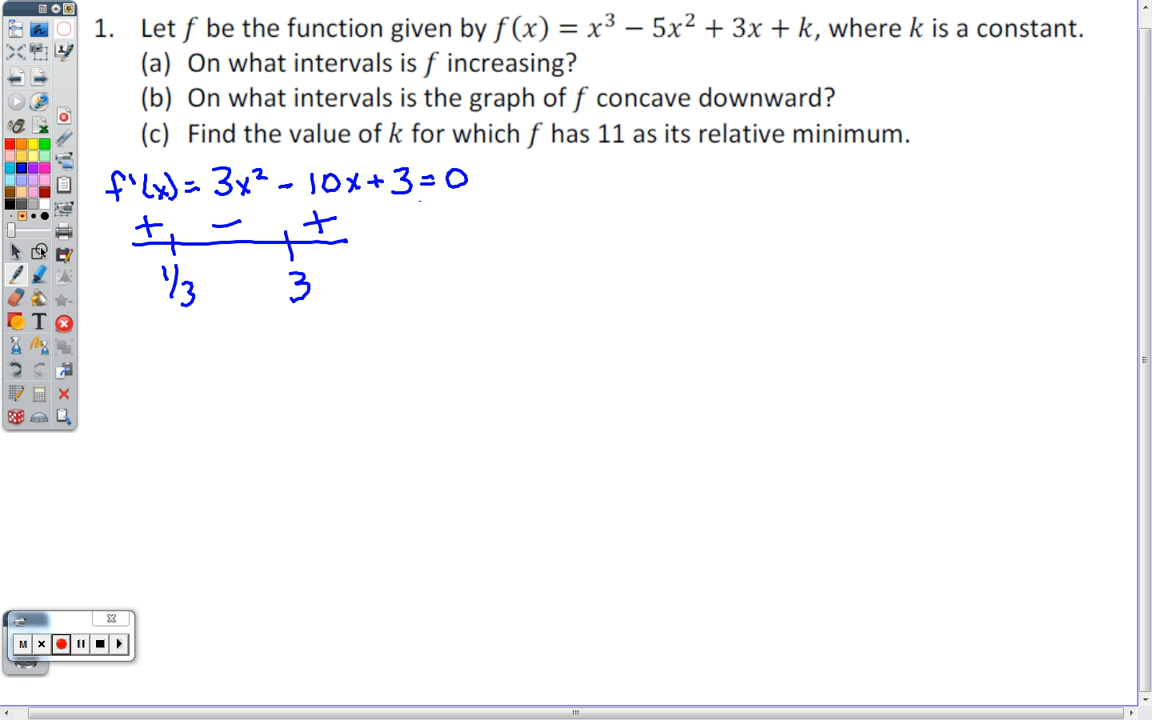 1. Let f be the function given by f(x) = x³ − 5x² + 3x + k, where k is a constant.
(a) On what intervals is f increasing?
(b) On what intervals is the graph of f concave downward?
(c) Find the value of k for which f has 11 as its relative minimum.
f'(x) = 3x² - 10x + 3 = 0
+ − +
1/3 3
T
M